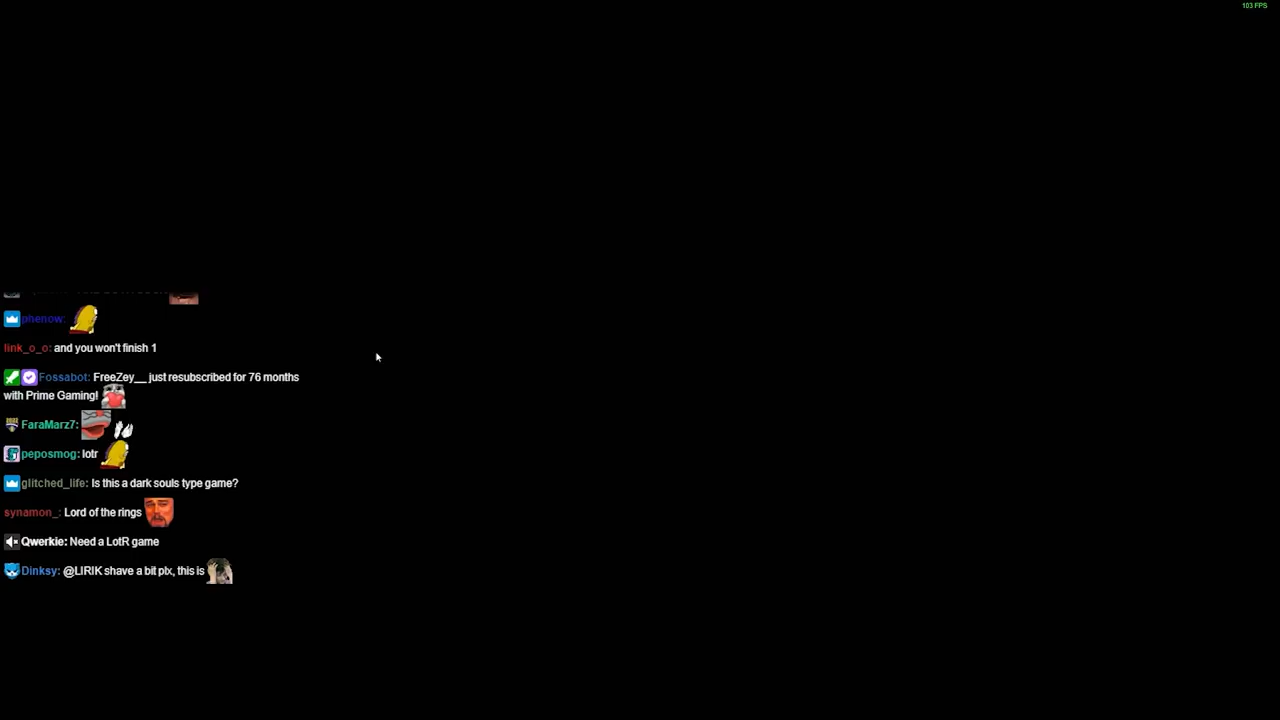 103 FPS
phenow:
link_o_o: and you won't finish 1
Fossabot: FreeZey__ just resubscribed for 76 months
with Prime Gaming!
FaraMarz7:
peposmog: lotr
glitched_life: Is this a dark souls type game?
synamon_: Lord of the rings
Qwerkie: Need a LotR game
Dinksy: @LIRIK shave a bit plx, this is